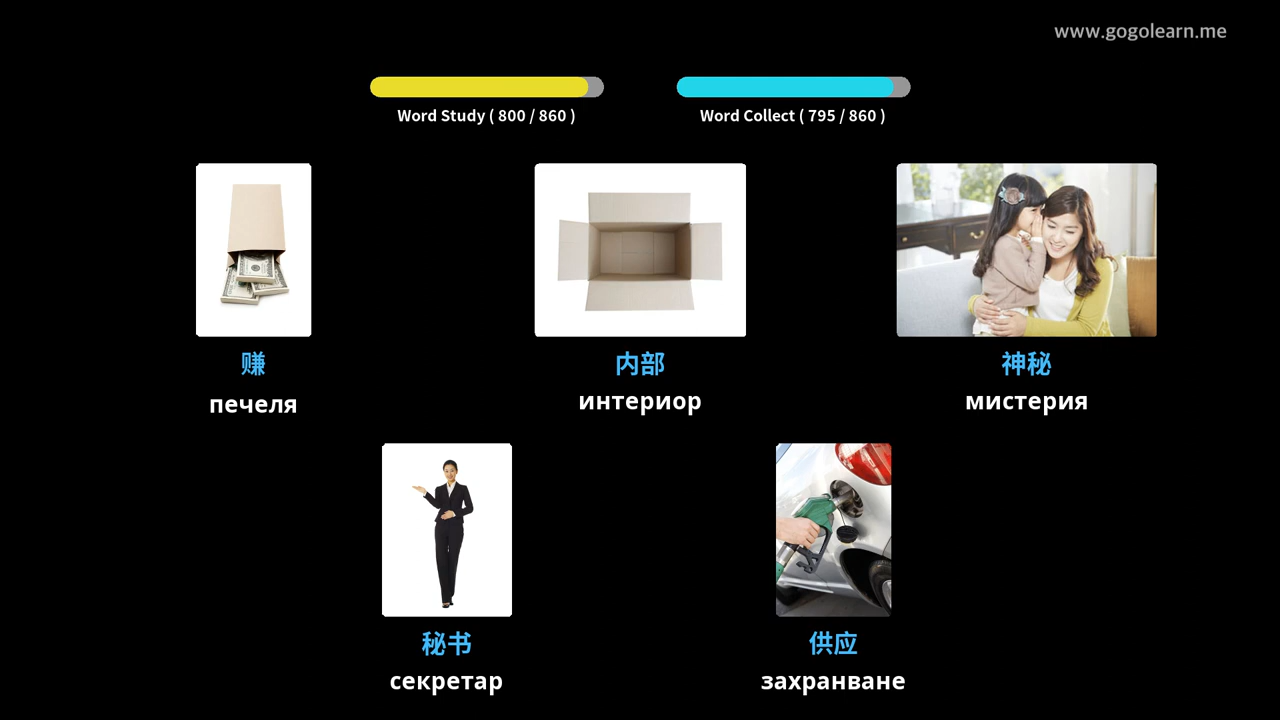 www.gogolearn.me
Word Study ( 800 / 860 )
Word Collect ( 795 / 860 )
赚
печеля
内部
интериор
神秘
мистерия
秘书
секретар
供应
захранване